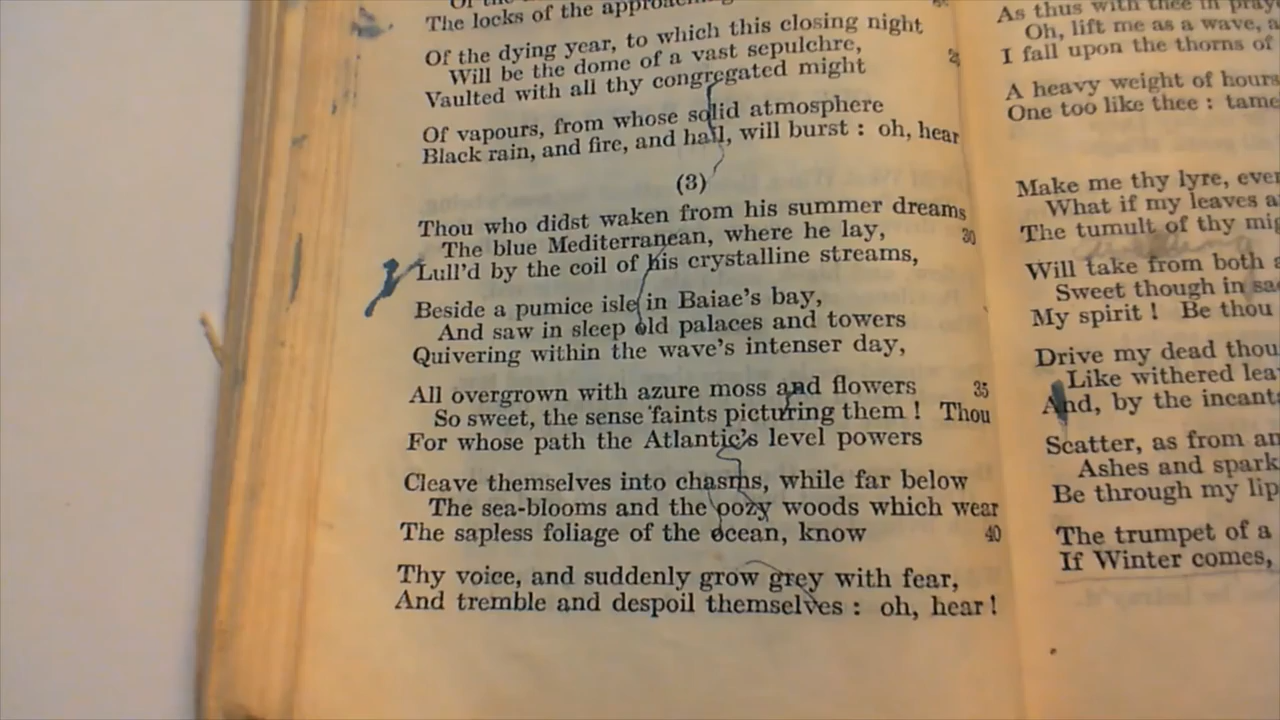 The locks of the
Of the dying year, to which this closing night
Will be the dome of a vast sepulchre,
Vaulted with all thy congregated might
Of vapours, from whose solid atmosphere
Black rain, and fire, and hail, will burst : oh, hear
(3)
Thou who didst waken from his summer dreams
The blue Mediterranean, where he lay, 30
Lull'd by the coil of his crystalline streams,
Beside a pumice isle in Baiae's bay,
And saw in sleep old palaces and towers
Quivering within the wave's intenser day,
All overgrown with azure moss and flowers 35
So sweet, the sense faints picturing them ! Thou
For whose path the Atlantic's level powers
Cleave themselves into chasms, while far below
The sea-blooms and the oozy woods which wear
The sapless foliage of the ocean, know 40
Thy voice, and suddenly grow grey with fear,
And tremble and despoil themselves : oh, hear !
As thus with thee in
Oh, lift me as a wave, a
I fall upon the thorns of
A heavy weight of hours
One too like thee : tame
Make me thy lyre, ever
What if my leaves a
The tumult of thy mig
Will take from both a
Sweet though in sa
My spirit ! Be thou
Drive my dead thou
Like withered lea
And, by the incant
Scatter, as from an
Ashes and spark
Be through my lip
The trumpet of a
If Winter comes,